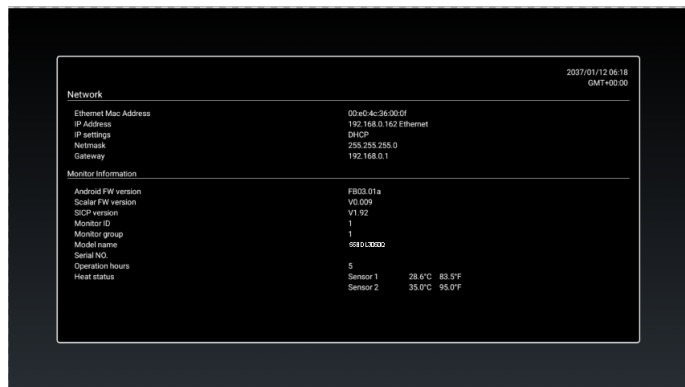 2037/01/12 06:18
GMT+00:00
Network
Ethernet Mac Address 00:e0:4c:36:00:0f
IP Address 192.168.0.162 Ethernet
IP settings DHCP
Netmask 255.255.255.0
Gateway 192.168.0.1
Monitor Information
Android FW version FB03.01a
Scalar FW version V0.009
SICP version V1.92
Monitor ID 1
Monitor group 1
Model name
Serial NO.
Operation hours 5
Heat status Sensor 1 28.6°C 83.5°F
Sensor 2 35.0°C 95.0°F